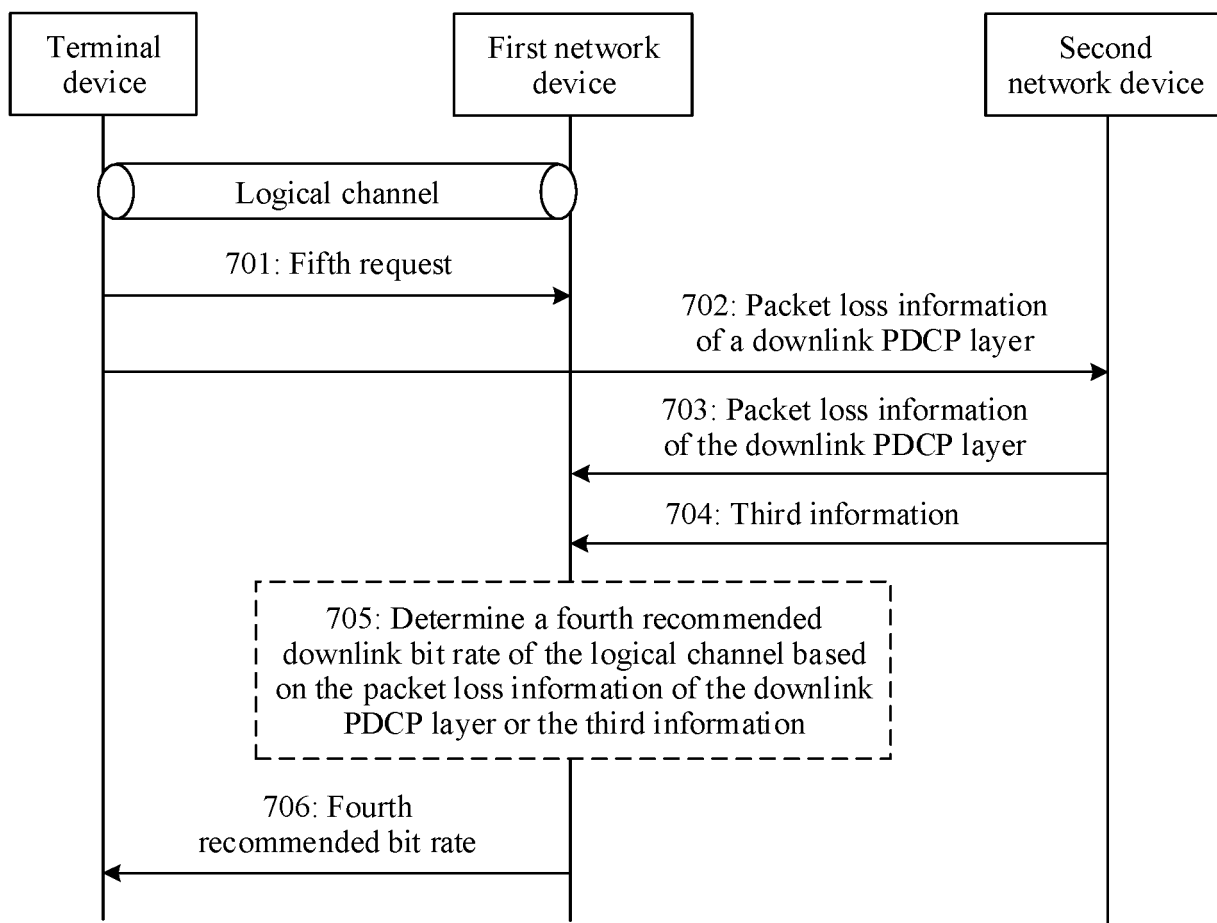 Terminal
device
First network
device
Second
network device
Logical channel
701: Fifth request
702: Packet loss information
of a downlink PDCP layer
703: Packet loss information
of the downlink PDCP layer
704: Third information
705: Determine a fourth recommended
downlink bit rate of the logical channel based
on the packet loss information of the downlink
PDCP layer or the third information
706: Fourth
recommended bit rate